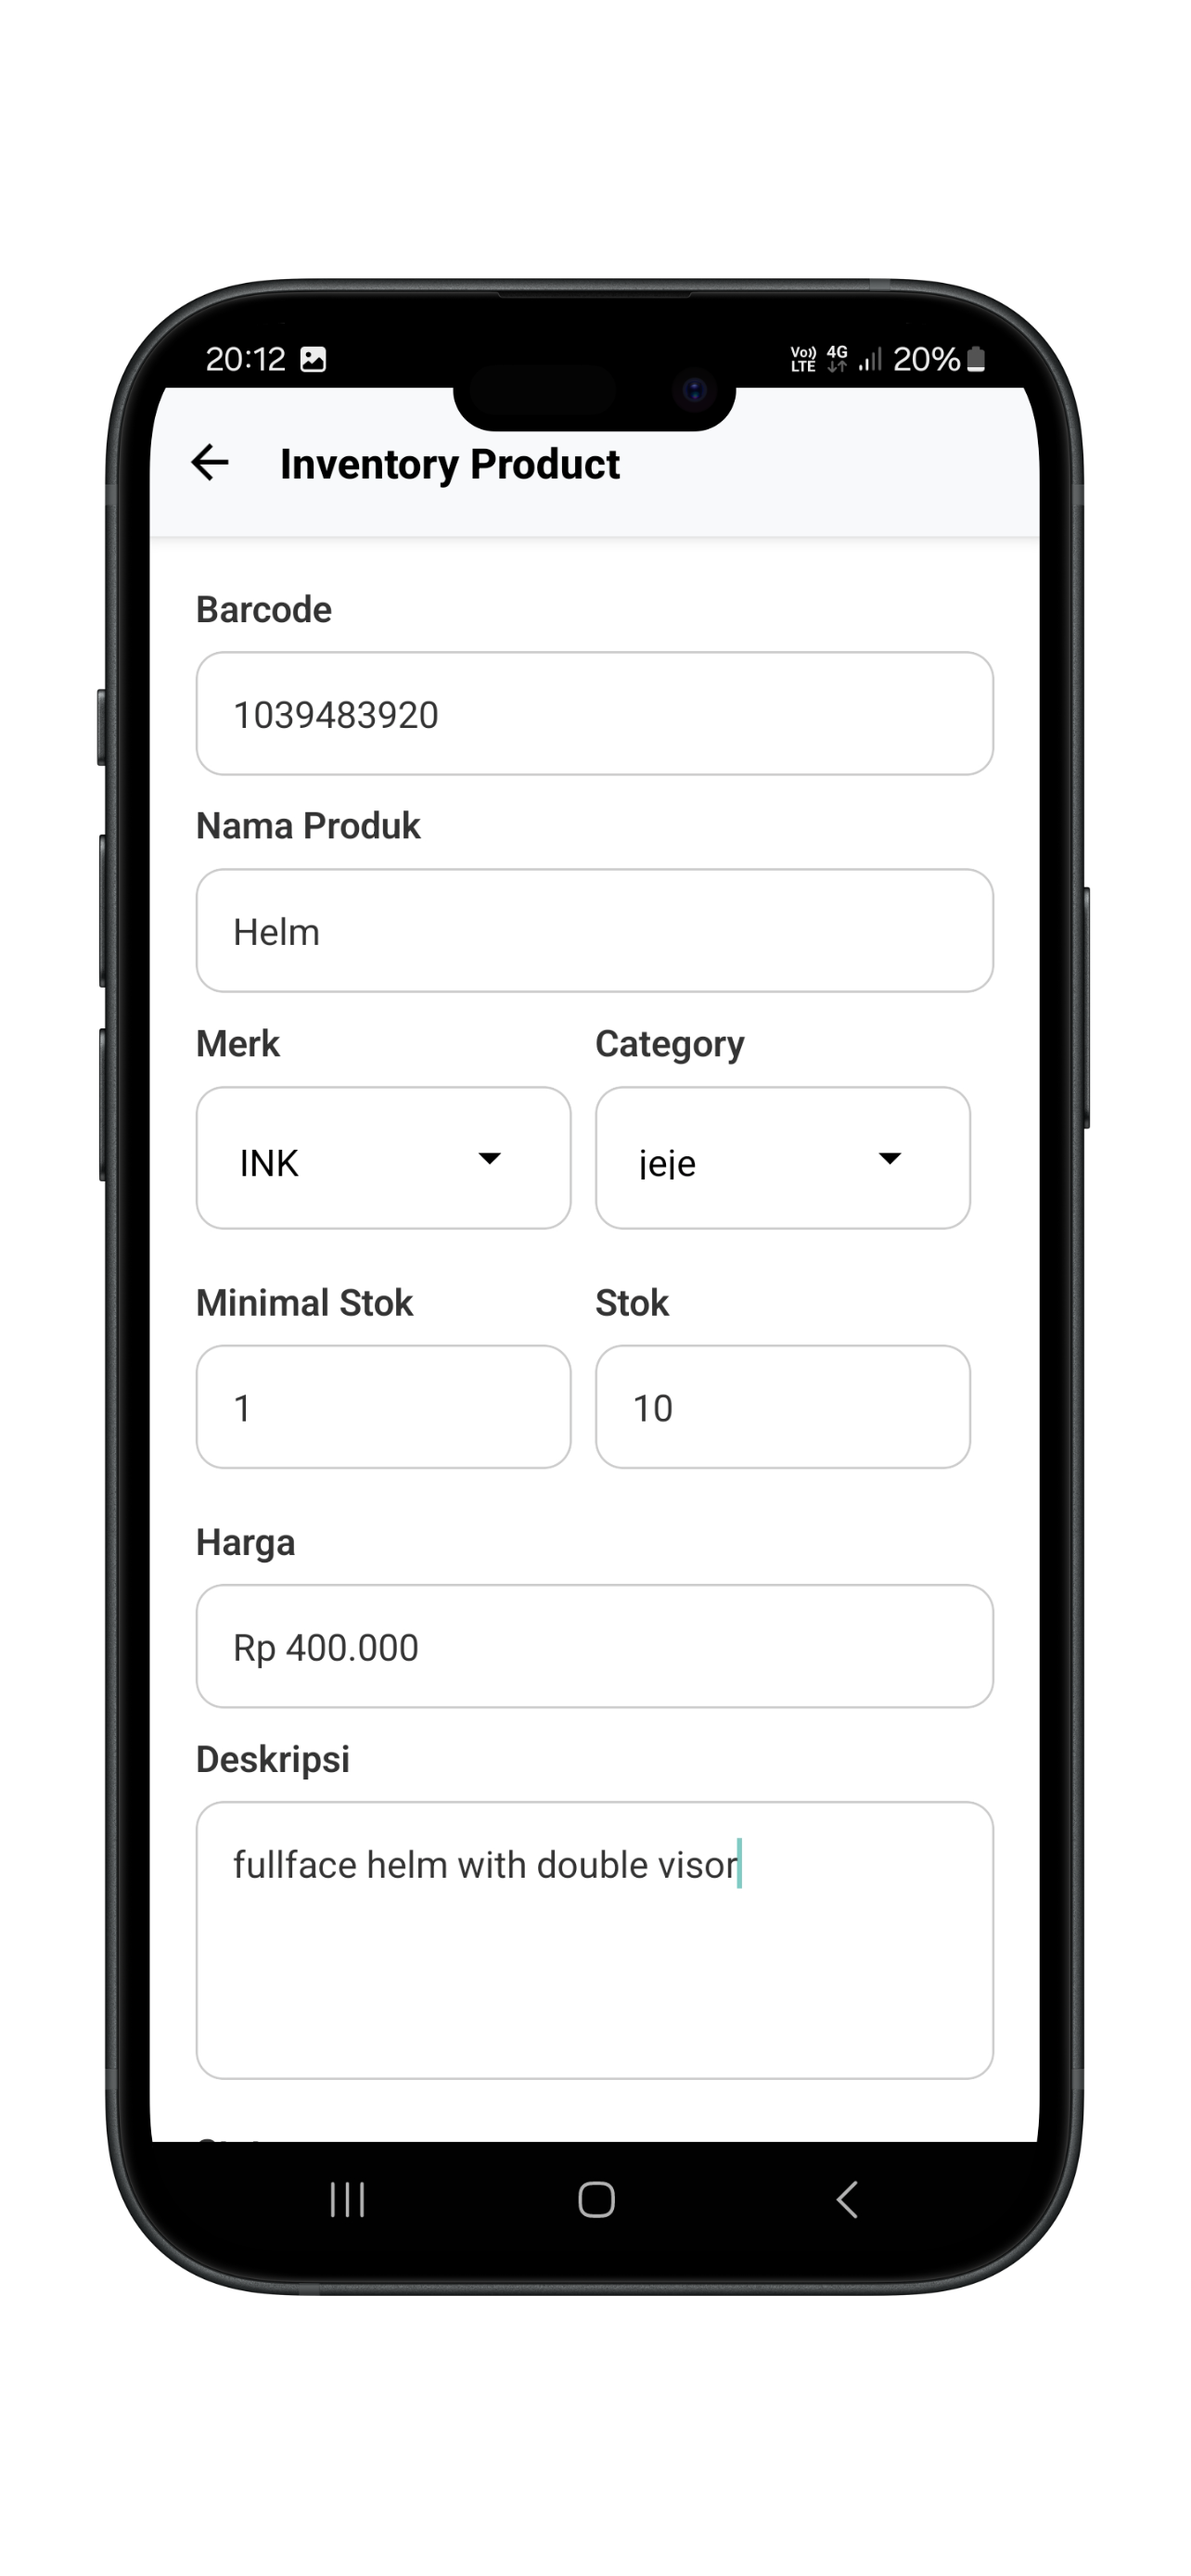 20:12 Vo)) LTE 4G 20%
Inventory Product
Barcode
1039483920
Nama Produk
Helm
Merk Category
INK jeje
Minimal Stok Stok
1 10
Harga
Rp 400.000
Deskripsi
fullface helm with double visor